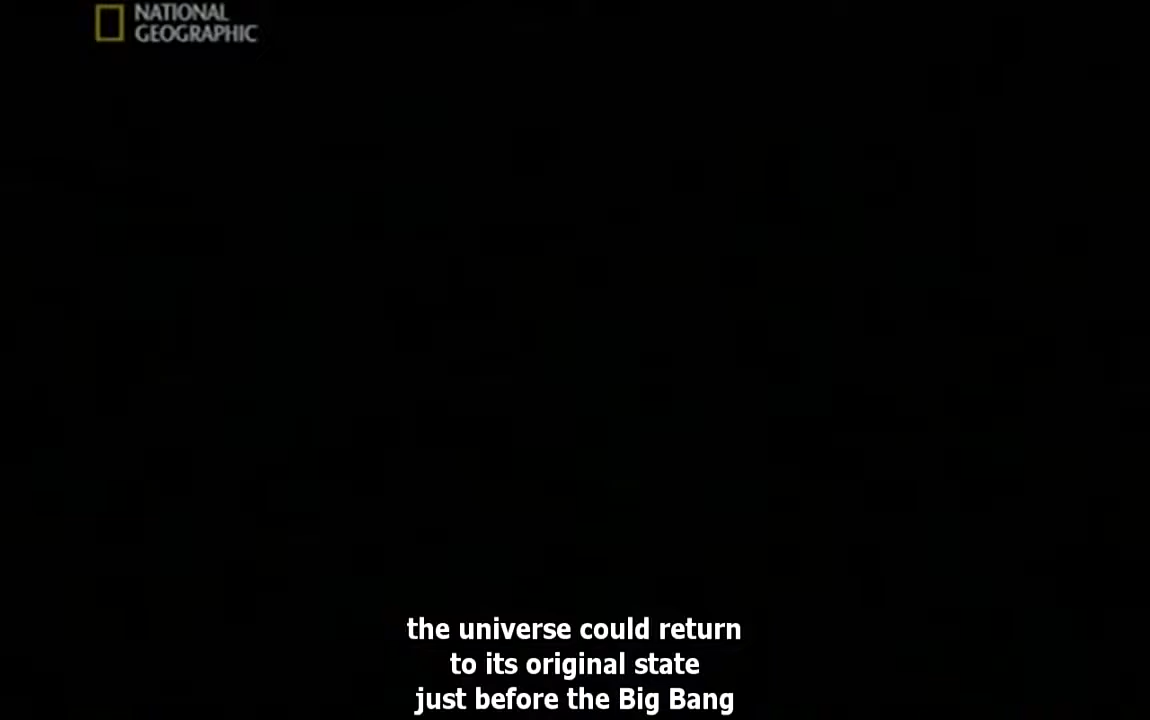 NATIONAL
GEOGRAPHIC
the universe could return
to its original state
just before the Big Bang